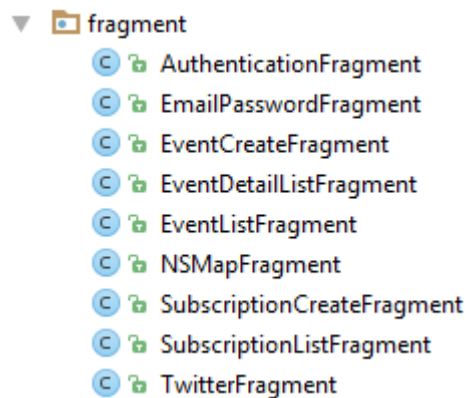 fragment
C AuthenticationFragment
C EmailPasswordFragment
C EventCreateFragment
C EventDetailListFragment
C EventListFragment
C NSMapFragment
C SubscriptionCreateFragment
C SubscriptionListFragment
C TwitterFragment